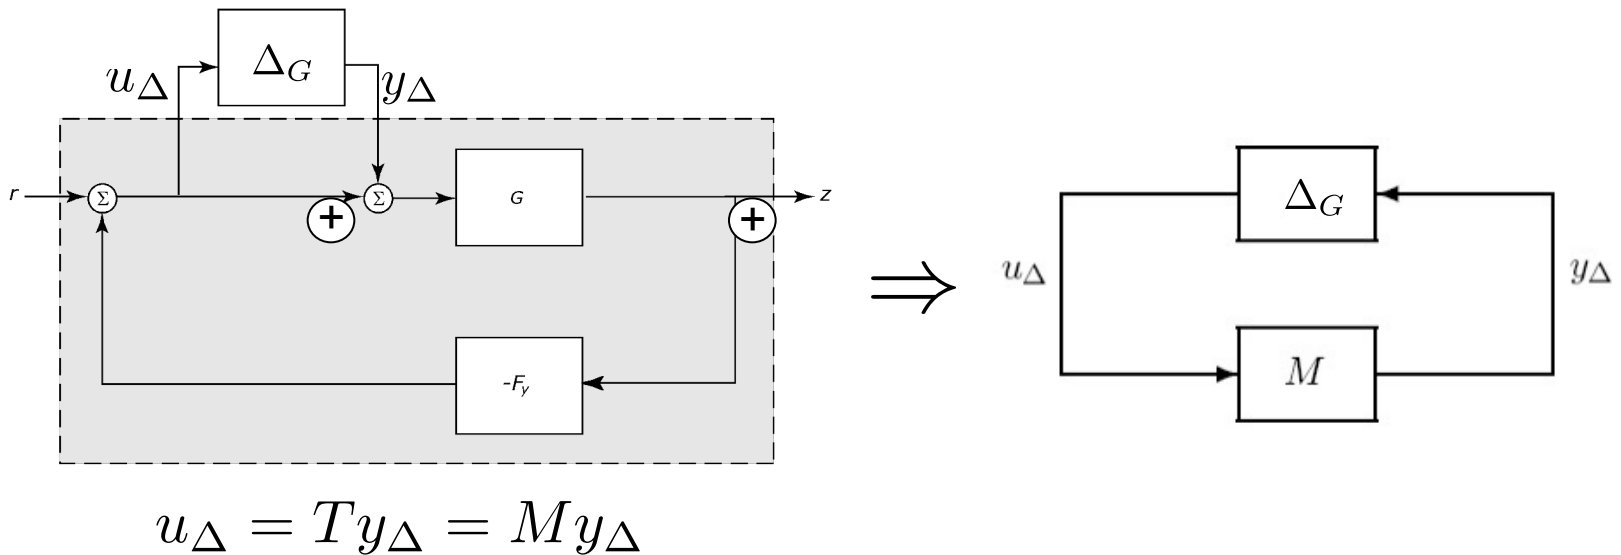 Δ_G
u_Δ
y_Δ
r
Σ
+
Σ
G
+
z
-F_y
⇒
Δ_G
u_Δ
y_Δ
M
u_Δ = Ty_Δ = My_Δ